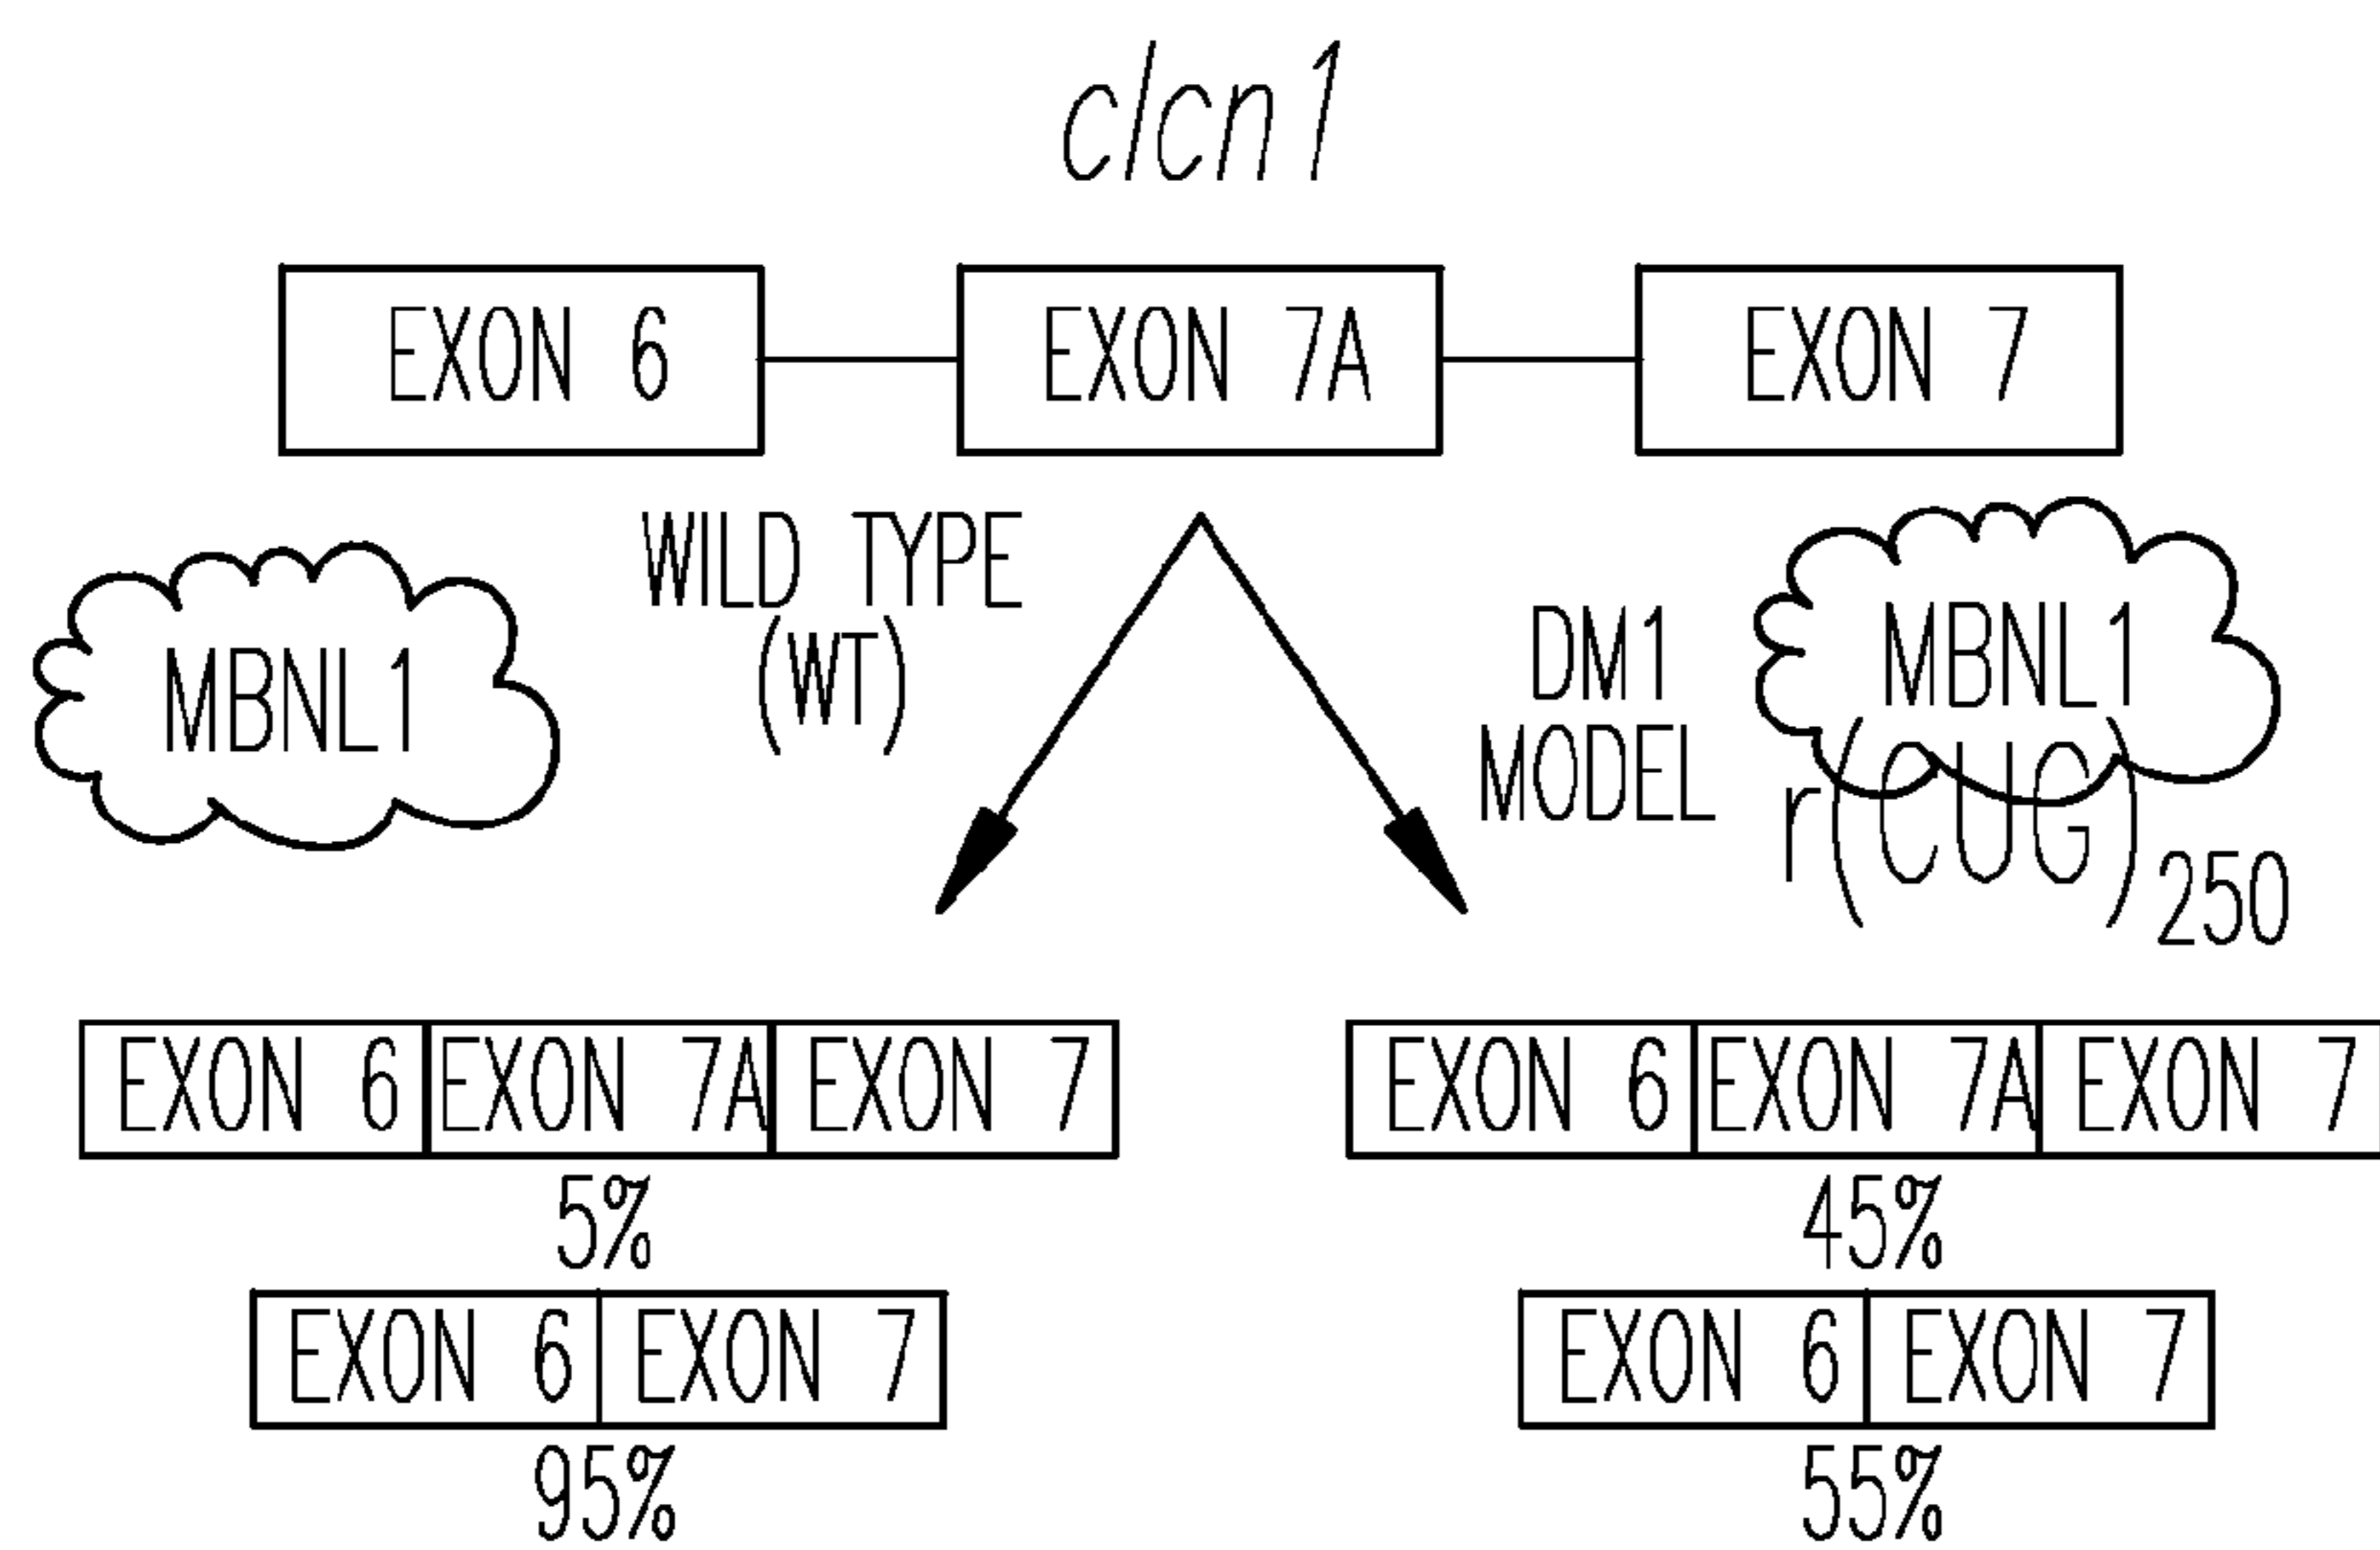 clcn1
EXON 6 EXON 7A EXON 7
WILD TYPE
(WT)
MBNL1
DM1
MODEL
MBNL1
r(CUG)250
EXON 6 EXON 7A EXON 7
5%
EXON 6 EXON 7
95%
EXON 6 EXON 7A EXON 7
45%
EXON 6 EXON 7
55%